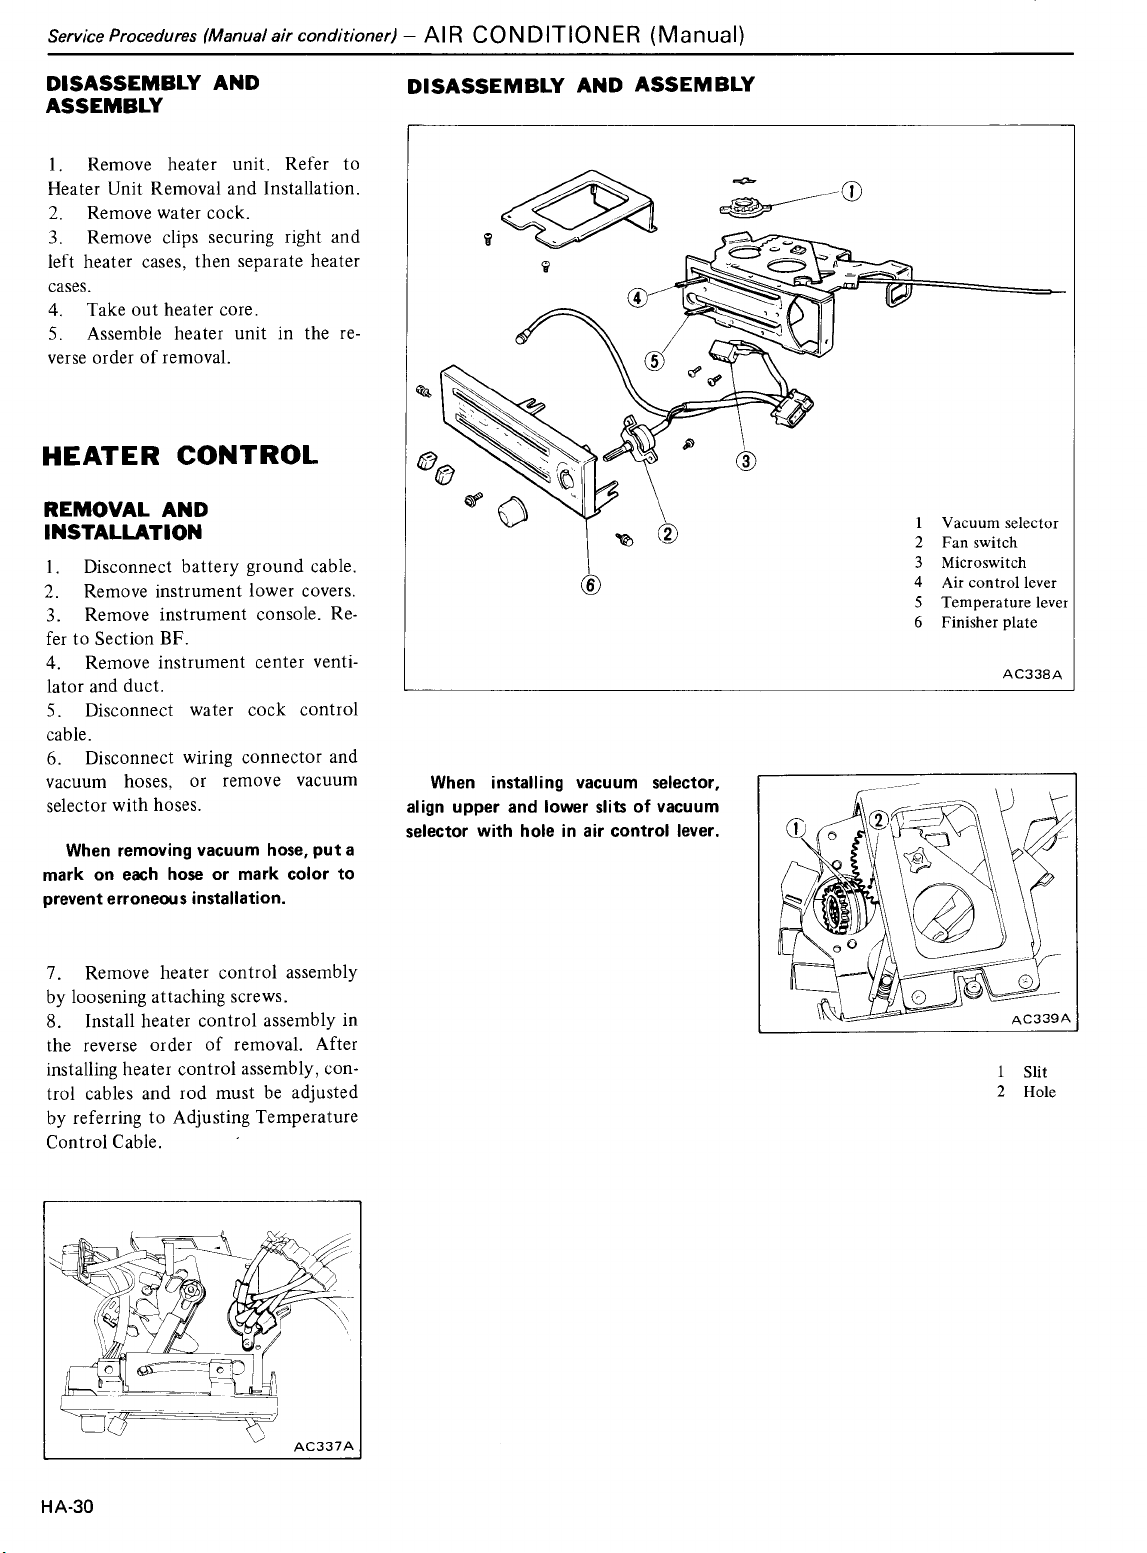 Service Procedures (Manual air conditioner) – AIR CONDITIONER (Manual)
DISASSEMBLY AND
ASSEMBLY
1. Remove heater unit. Refer to
Heater Unit Removal and Installation.
2. Remove water cock.
3. Remove clips securing right and
left heater cases, then separate heater
cases.
4. Take out heater core.
5. Assemble heater unit in the re-
verse order of removal.
HEATER CONTROL
REMOVAL AND
INSTALLATION
1. Disconnect battery ground cable.
2. Remove instrument lower covers.
3. Remove instrument console. Re-
fer to Section BF.
4. Remove instrument center venti-
lator and duct.
5. Disconnect water cock control
cable.
6. Disconnect wiring connector and
vacuum hoses, or remove vacuum
selector with hoses.
When removing vacuum hose, put a
mark on each hose or mark color to
prevent erroneous installation.
7. Remove heater control assembly
by loosening attaching screws.
8. Install heater control assembly in
the reverse order of removal. After
installing heater control assembly, con-
trol cables and rod must be adjusted
by referring to Adjusting Temperature
Control Cable.
AC337A
DISASSEMBLY AND ASSEMBLY
1
4
5
3
2
6
1 Vacuum selector
2 Fan switch
3 Microswitch
4 Air control lever
5 Temperature lever
6 Finisher plate
AC338A
When installing vacuum selector,
align upper and lower slits of vacuum
selector with hole in air control lever.
1
2
AC339A
1 Slit
2 Hole
HA-30